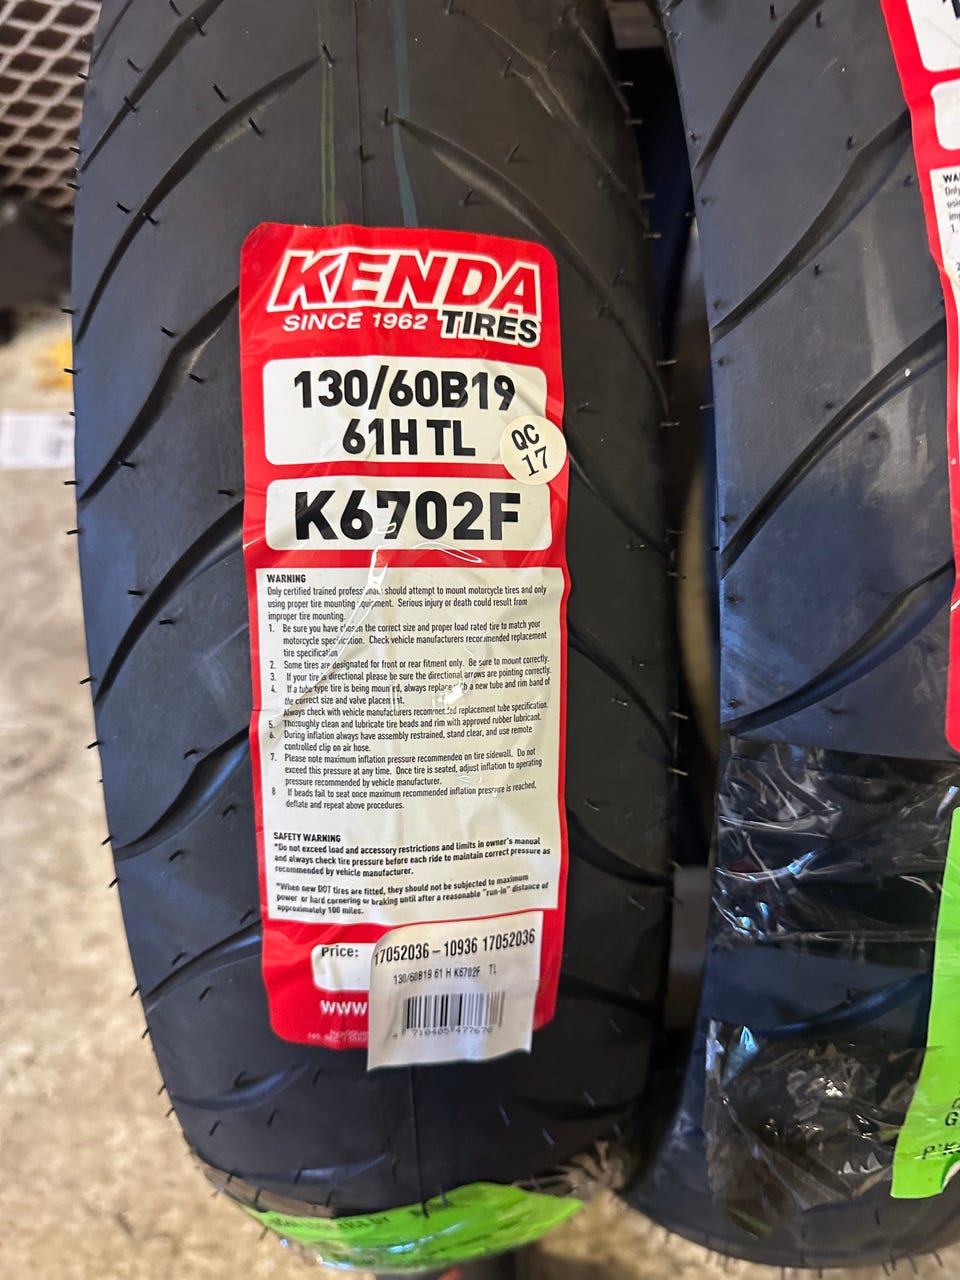 KENDA
SINCE 1962 TIRES
130/60B19
61H TL
QC
17
K6702F
WARNING
Only certified trained professionals should attempt to mount motorcycle tires and only
using proper tire mounting equipment. Serious injury or death could result from
improper tire mounting.
1. Be sure you have chosen the correct size and proper load rated tire to match your
motorcycle specification. Check vehicle manufacturers recommended replacement
tire specification
2. Some tires are designated for front or rear fitment only. Be sure to mount correctly.
3. If your tire is directional please be sure the directional arrows are pointing correctly.
4. If a tube type tire is being mounted, always replace with a new tube and rim band of
the correct size and valve placement.
Always check with vehicle manufacturers recommended replacement tube specification.
5. Thoroughly clean and lubricate tire beads and rim with approved rubber lubricant.
6. During inflation always have assembly restrained, stand clear, and use remote
controlled clip on air hose.
7. Please note maximum inflation pressure recommended on tire sidewall. Do not
exceed this pressure at any time. Once tire is seated, adjust inflation to operating
pressure recommended by vehicle manufacturer.
8 If beads fail to seat once maximum recommended inflation pressure is reached,
deflate and repeat above procedures.
SAFETY WARNING
*Do not exceed load and accessory restrictions and limits in owner's manual
and always check tire pressure before each ride to maintain correct pressure as
recommended by vehicle manufacturer.
*When new DOT tires are fitted, they should not be subjected to maximum
power or hard cornering or braking until after a reasonable "run-in" distance of
approximately 100 miles.
Price:
17052036 - 10936 17052036
130/60B19 61 H K6702F TL
4 710405 477670
www